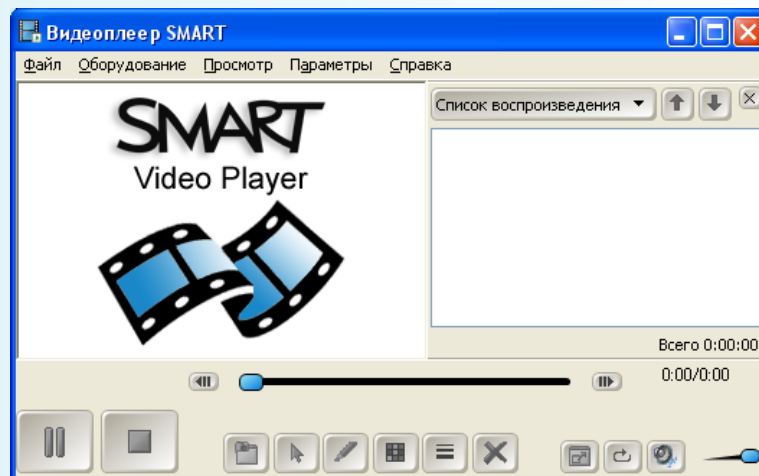 Видеоплеер SMART
Файл Оборудование Просмотр Параметры Справка
SMART
Video Player
Список воспроизведения
Всего 0:00:00
0:00/0:00